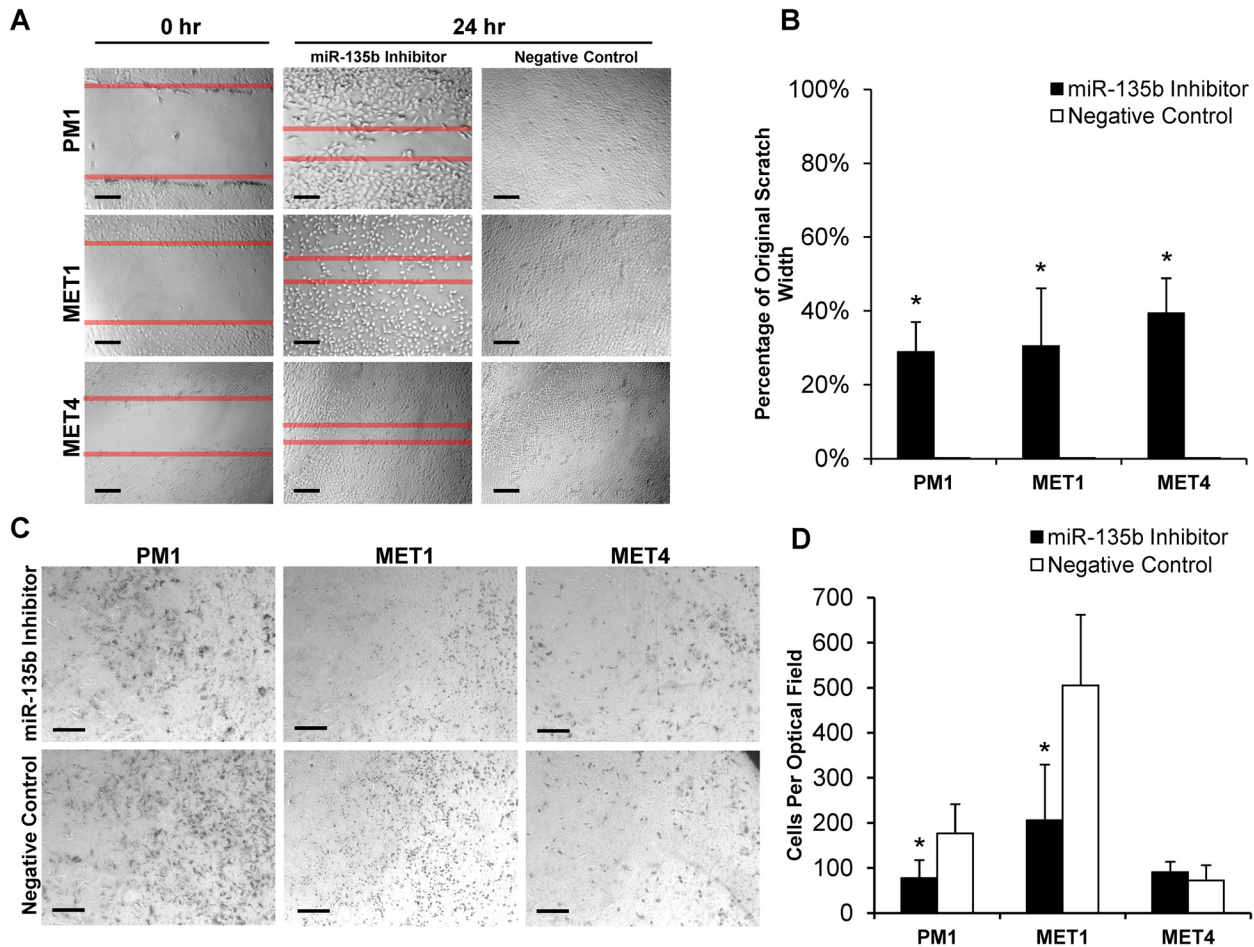 A
0 hr
24 hr
miR-135b Inhibitor
Negative Control
PM1
MET1
MET4
B
miR-135b Inhibitor
Negative Control
Percentage of Original Scratch
Width
100%
80%
60%
40%
20%
0%
*
*
*
PM1
MET1
MET4
C
PM1
MET1
MET4
miR-135b Inhibitor
Negative Control
D
miR-135b Inhibitor
Negative Control
Cells Per Optical Field
700
600
500
400
300
200
100
0
*
*
PM1
MET1
MET4